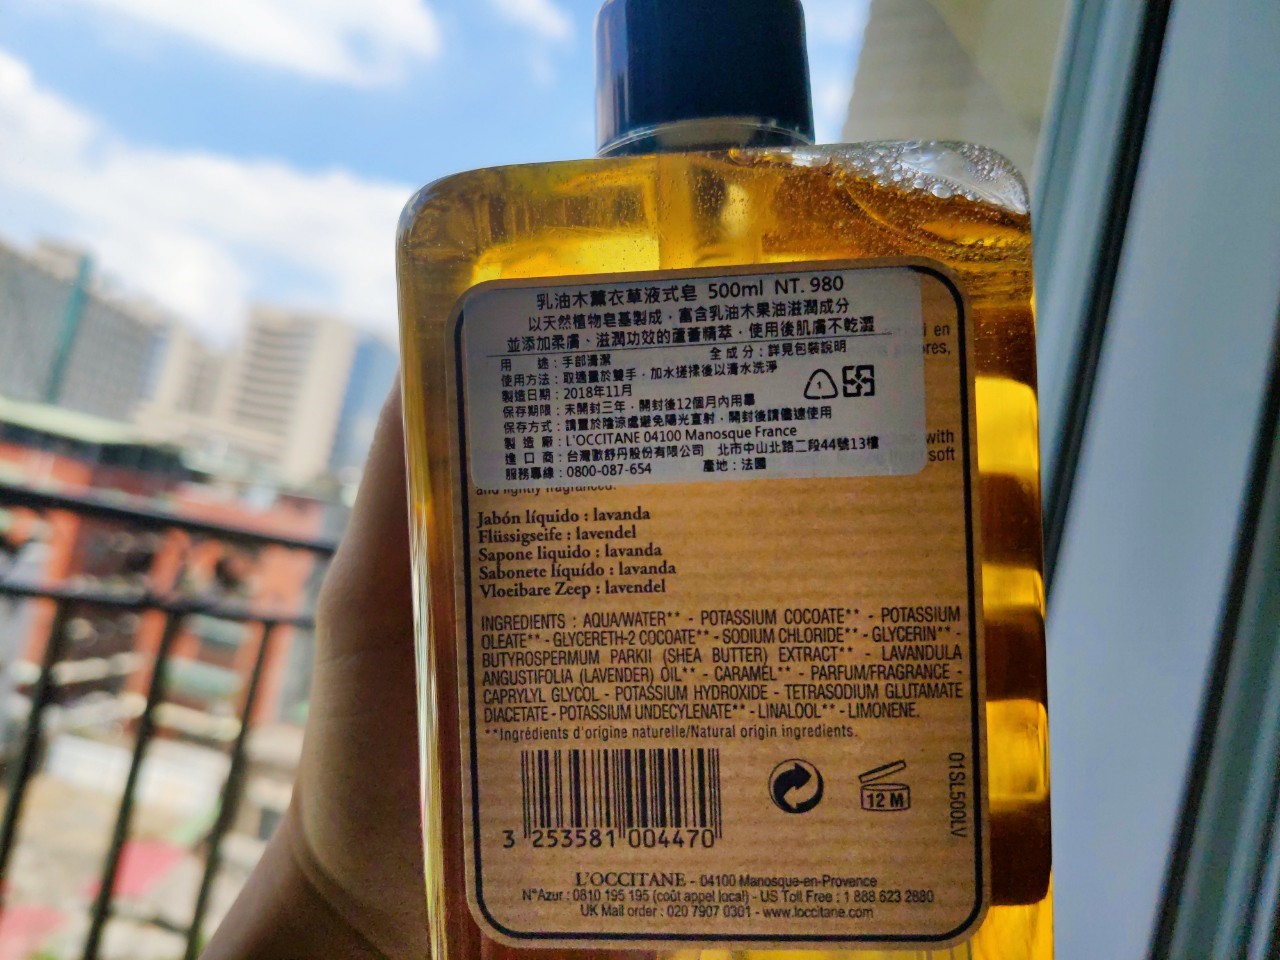 乳油木薰衣草液式皂 500ml NT. 980
以天然植物皂基製成，富含乳油木果油滋潤成分
並添加柔膚、滋潤功效的蘆薈精萃，使用後肌膚不乾澀
用 途：手部清潔 全成分：詳見包裝說明
使用方法：取適量於雙手，加水搓揉後以清水洗淨
製造日期：2018年11月
保存期限：未開封三年，開封後12個月內用畢
保存方式：請置於陰涼處避免陽光直射，開封後請儘速使用
製造廠：L'OCCITANE 04100 Manosque France
進口商：台灣歐舒丹股份有限公司 北市中山北路二段44號13樓
服務專線：0800-087-654 產地：法國
1
en
with
soft
and lightly fragranced.
Jabón líquido : lavanda
Flüssigseife : lavendel
Sapone liquido : lavanda
Sabonete líquído : lavanda
Vloeibare Zeep : lavendel
INGREDIENTS : AQUA/WATER** - POTASSIUM COCOATE** - POTASSIUM
OLEATE** - GLYCERETH-2 COCOATE** - SODIUM CHLORIDE** - GLYCERIN** -
BUTYROSPERMUM PARKII (SHEA BUTTER) EXTRACT** - LAVANDULA
ANGUSTIFOLIA (LAVENDER) OIL** - CARAMEL** - PARFUM/FRAGRANCE -
CAPRYLYL GLYCOL - POTASSIUM HYDROXIDE - TETRASODIUM GLUTAMATE
DIACETATE - POTASSIUM UNDECYLENATE** - LINALOOL** - LIMONENE.
**Ingrédients d'origine naturelle/Natural origin ingredients.
12 M
01SL500LV
3 253581 004470
L'OCCITANE - 04100 Manosque-en-Provence
N°Azur : 0810 195 195 (coût appel local) - US Toll Free : 1 888 623 2880
UK Mail order : 020 7907 0301 - www.loccitane.com